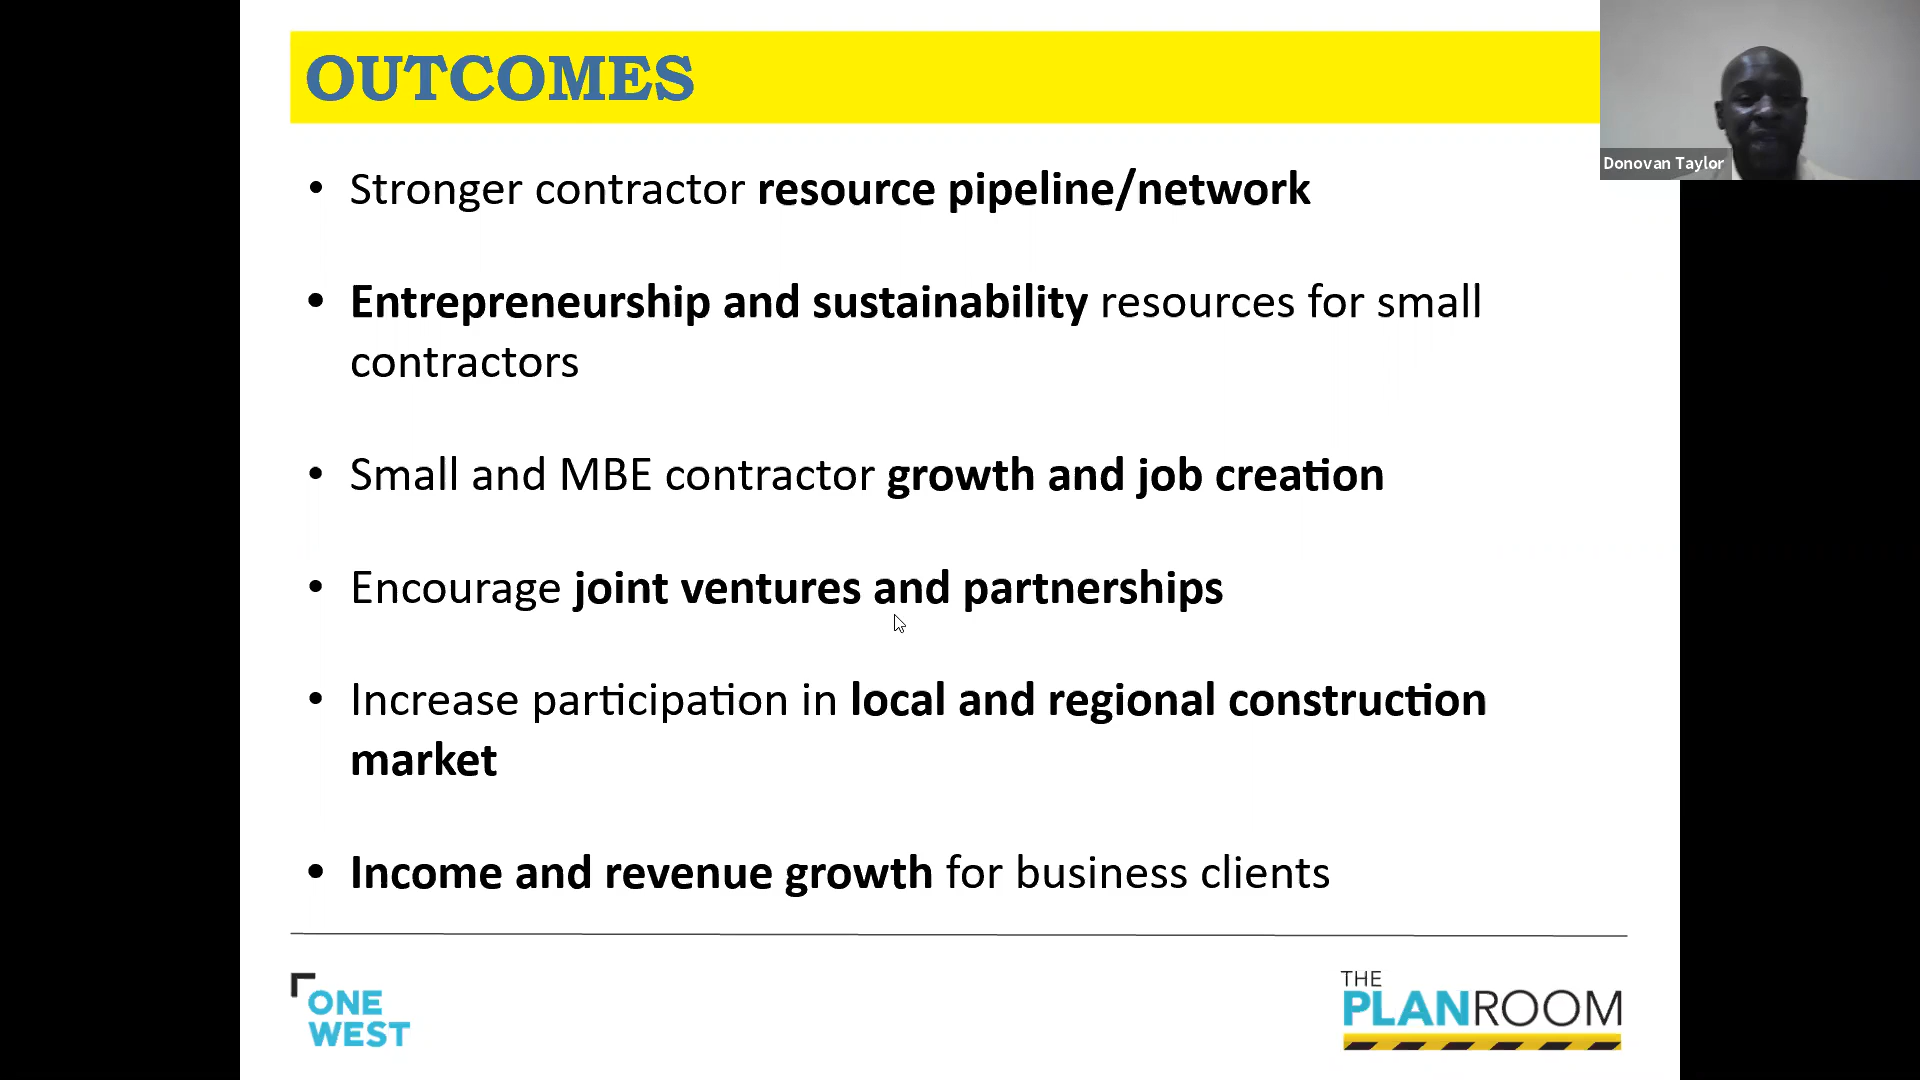 OUTCOMES
Donovan Taylor
• Stronger contractor resource pipeline/network
• Entrepreneurship and sustainability resources for small
contractors
• Small and MBE contractor growth and job creation
• Encourage joint ventures and partnerships
• Increase participation in local and regional construction
market
• Income and revenue growth for business clients
ONE
WEST
THE
PLANROOM